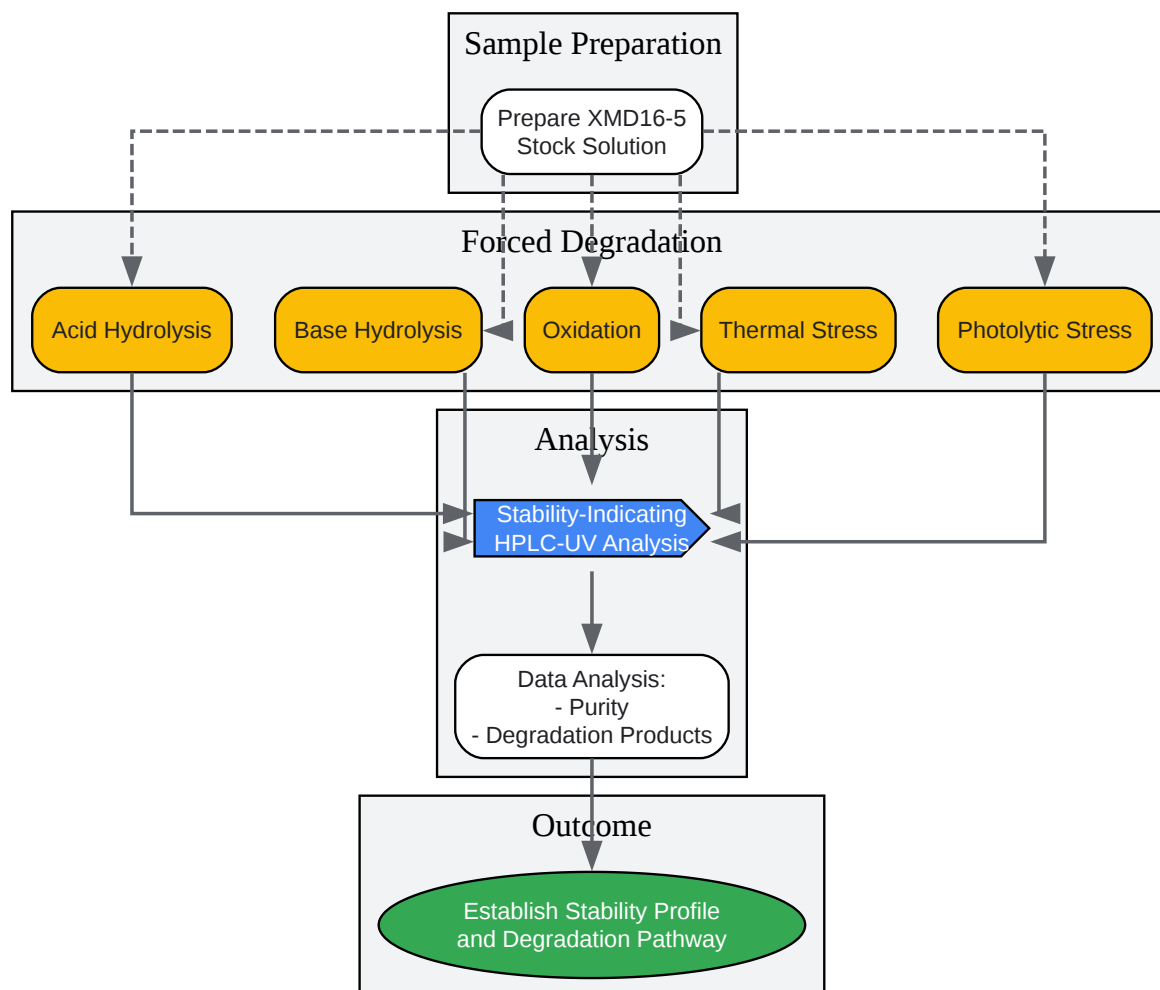 Sample Preparation
Prepare XMD16-5
Stock Solution
Forced Degradation
Acid Hydrolysis
Base Hydrolysis
Oxidation
Thermal Stress
Photolytic Stress
Analysis
Stability-Indicating
HPLC-UV Analysis
Data Analysis:
- Purity
- Degradation Products
Outcome
Establish Stability Profile
and Degradation Pathway